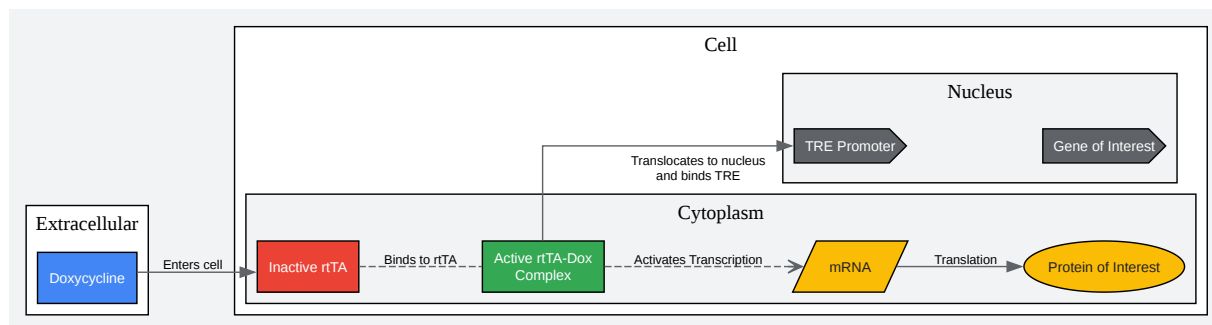 Cell
Nucleus
TRE Promoter
Gene of Interest
Translocates to nucleus
and binds TRE
Extracellular
Cytoplasm
Doxycycline
Enters cell
Inactive rtTA
Binds to rtTA
Active rtTA-Dox
Complex
Activates Transcription
mRNA
Translation
Protein of Interest